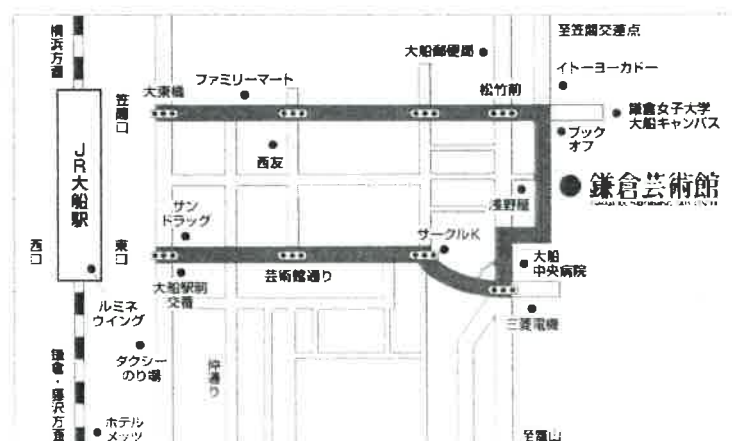 横浜方面
至笠間交差点
大船郵便局
イトーヨーカドー
ファミリーマート
大東橋
松竹前
笠間口
鎌倉女子大学
大船キャンパス
ブック
オフ
JR大船駅
西友
鎌倉芸術館
浅野屋
サン
ドラッグ
サークルK
西口
東口
大船
中央病院
芸術館通り
大船駅前
交番
ルミネ
ウイング
三菱電機
タクシー
のり場
仲通り
鎌倉・藤沢方面
ホテル
メッツ